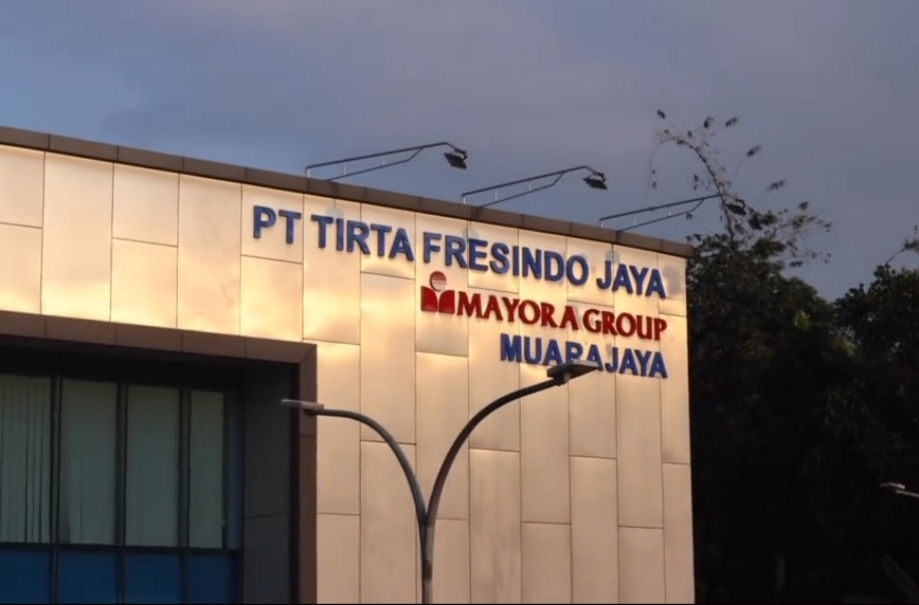 PT TIRTA FRESINDO JAYA
MAYORA GROUP
MUARAJAYA